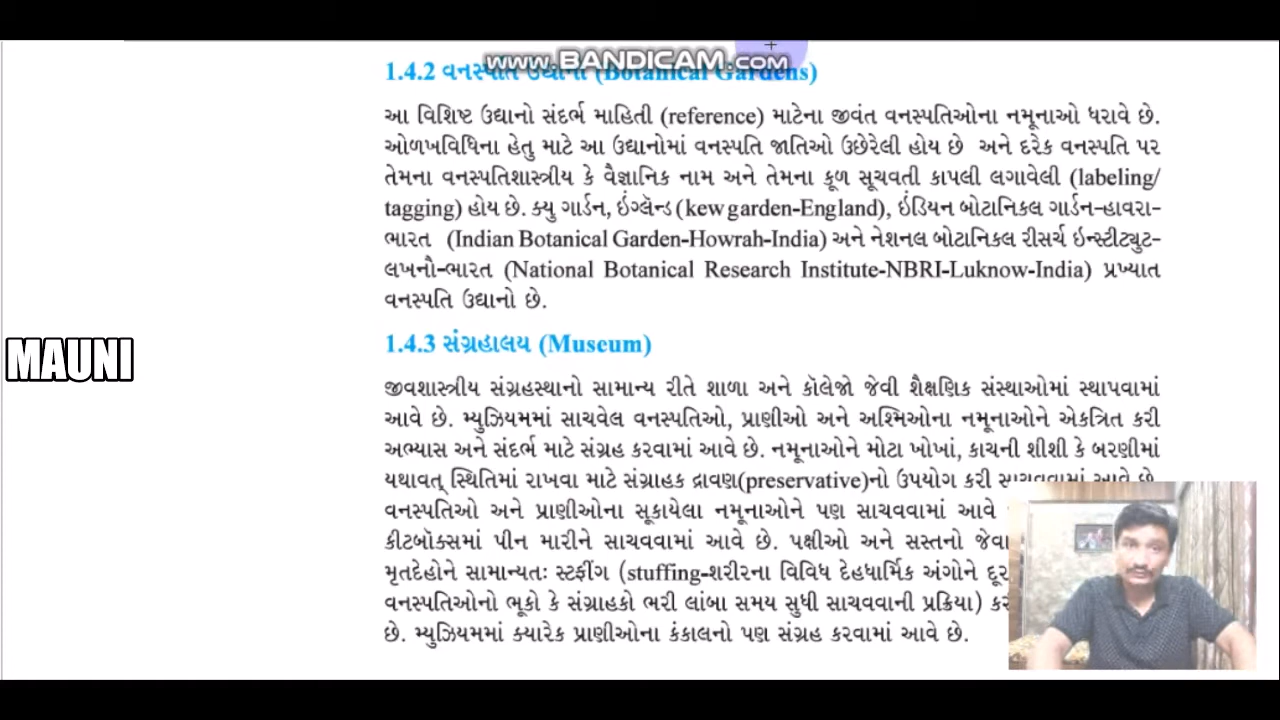 www.BANDICAM.com
1.4.2 વનસ્પતિ ઉદ્યાનો (Botanical Gardens)
આ વિશિષ્ટ ઉદ્યાનો સંદર્ભ માહિતી (reference) માટેના જીવંત વનસ્પતિઓના નમૂનાઓ ધરાવે છે.
ઓળખવિધિના હેતુ માટે આ ઉદ્યાનોમાં વનસ્પતિ જાતિઓ ઉછેરેલી હોય છે અને દરેક વનસ્પતિ પર
તેમના વનસ્પતિશાસ્ત્રીય કે વૈજ્ઞાનિક નામ અને તેમના કૂળ સૂચવતી કાપલી લગાવેલી (labeling/
tagging) હોય છે. ક્યુ ગાર્ડન, ઇંગ્લૅન્ડ (kew garden-England), ઇંડિયન બોટાનિકલ ગાર્ડન-હાવરા-
ભારત (Indian Botanical Garden-Howrah-India) અને નેશનલ બોટાનિકલ રીસર્ચ ઇન્સ્ટીટ્યુટ-
લખનૌ-ભારત (National Botanical Research Institute-NBRI-Luknow-India) પ્રખ્યાત
વનસ્પતિ ઉદ્યાનો છે.
1.4.3 સંગ્રહાલય (Museum)
MAUNI
જીવશાસ્ત્રીય સંગ્રહસ્થાનો સામાન્ય રીતે શાળા અને કૉલેજો જેવી શૈક્ષણિક સંસ્થાઓમાં સ્થાપવામાં
આવે છે. મ્યુઝિયમમાં સાચવેલ વનસ્પતિઓ, પ્રાણીઓ અને અશ્મિઓના નમૂનાઓને એકત્રિત કરી
અભ્યાસ અને સંદર્ભ માટે સંગ્રહ કરવામાં આવે છે. નમૂનાઓને મોટા ખોખાં, કાચની શીશી કે બરણીમાં
યથાવત્ સ્થિતિમાં રાખવા માટે સંગ્રાહક દ્રાવણ(preservative)નો ઉપયોગ કરી સાચવવામાં આવે છે.
વનસ્પતિઓ અને પ્રાણીઓના સૂકાયેલા નમૂનાઓને પણ સાચવવામાં આવે
કીટબૉક્સમાં પીન મારીને સાચવવામાં આવે છે. પક્ષીઓ અને સસ્તનો જેવા
મૃતદેહોને સામાન્યતઃ સ્ટફીંગ (stuffing-શરીરના વિવિધ દેહધાર્મિક અંગોને
વનસ્પતિઓનો ભૂકો કે સંગ્રાહકો ભરી લાંબા સમય સુધી સાચવવાની પ્રક્રિયા)
છે. મ્યુઝિયમમાં ક્યારેક પ્રાણીઓના કંકાલનો પણ સંગ્રહ કરવામાં આવે છે.